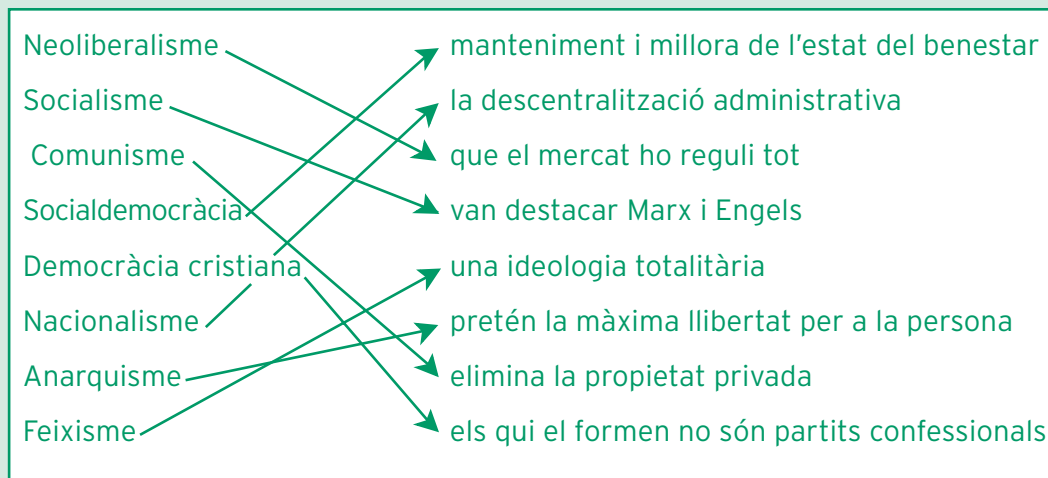 Neoliberalisme manteniment i millora de l'estat del benestar
Socialisme la descentralització administrativa
Comunisme que el mercat ho reguli tot
Socialdemocràcia van destacar Marx i Engels
Democràcia cristiana una ideologia totalitària
Nacionalisme pretén la màxima llibertat per a la persona
Anarquisme elimina la propietat privada
Feixisme els qui el formen no són partits confessionals